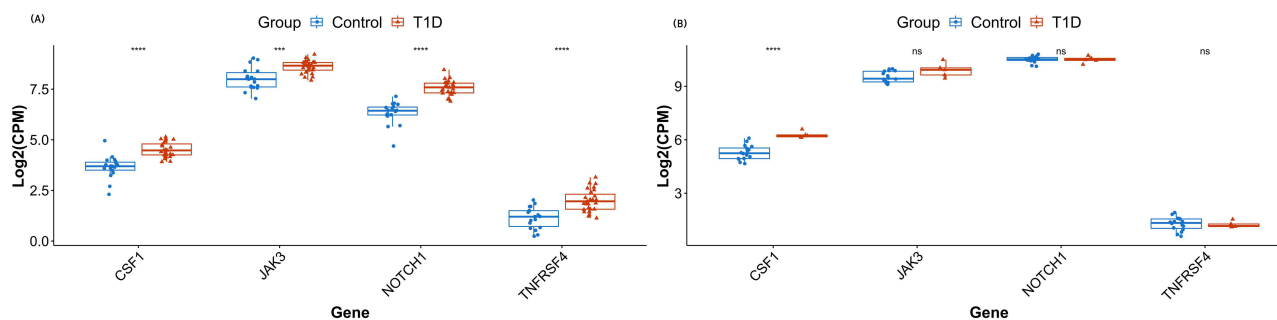 (A)
Group Control T1D
**** *** **** ****
7.5
5.0
2.5
0.0
Log2(CPM)
CSF1 JAK3 NOTCH1 TNFRSF4
Gene
(B)
Group Control T1D
**** ns ns ns
9
6
3
Log2(CPM)
CSF1 JAK3 NOTCH1 TNFRSF4
Gene